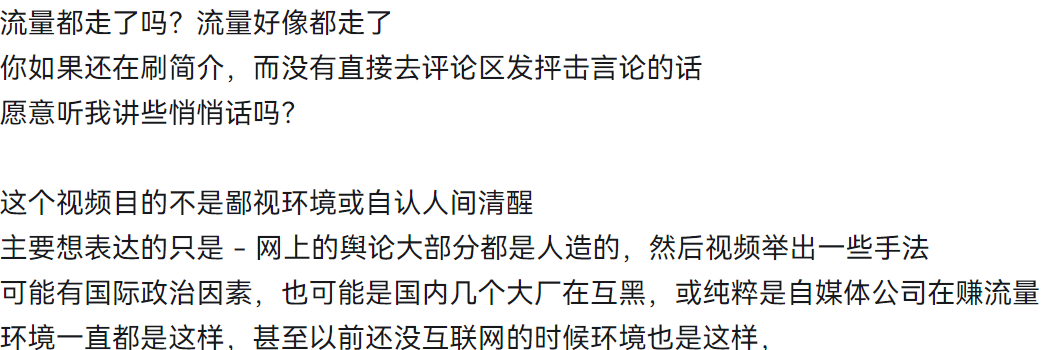 流量都走了吗？流量好像都走了
你如果还在刷简介，而没有直接去评论区发抨击言论的话
愿意听我讲些悄悄话吗？
这个视频目的不是鄙视环境或自认人间清醒
主要想表达的只是 – 网上的舆论大部分都是人造的，然后视频举出一些手法
可能有国际政治因素，也可能是国内几个大厂在互黑，或纯粹是自媒体公司在赚流量
环境一直都是这样，甚至以前还没互联网的时候环境也是这样，